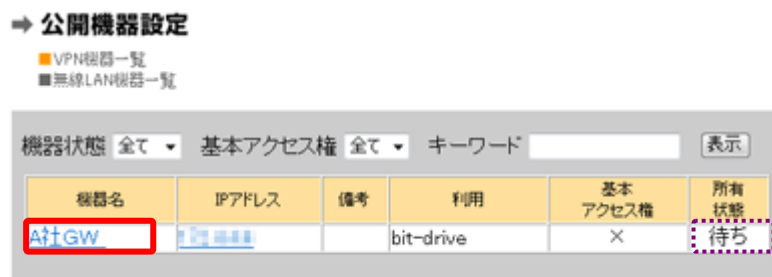 ➡ 公開機器設定
■VPN機器一覧
■無線LAN機器一覧
機器状態 全て ▼ 基本アクセス権 全て ▼ キーワード 表示
機器名 IPアドレス 備考 利用 基本アクセス権 所有状態
A社GW bit-drive × 待ち